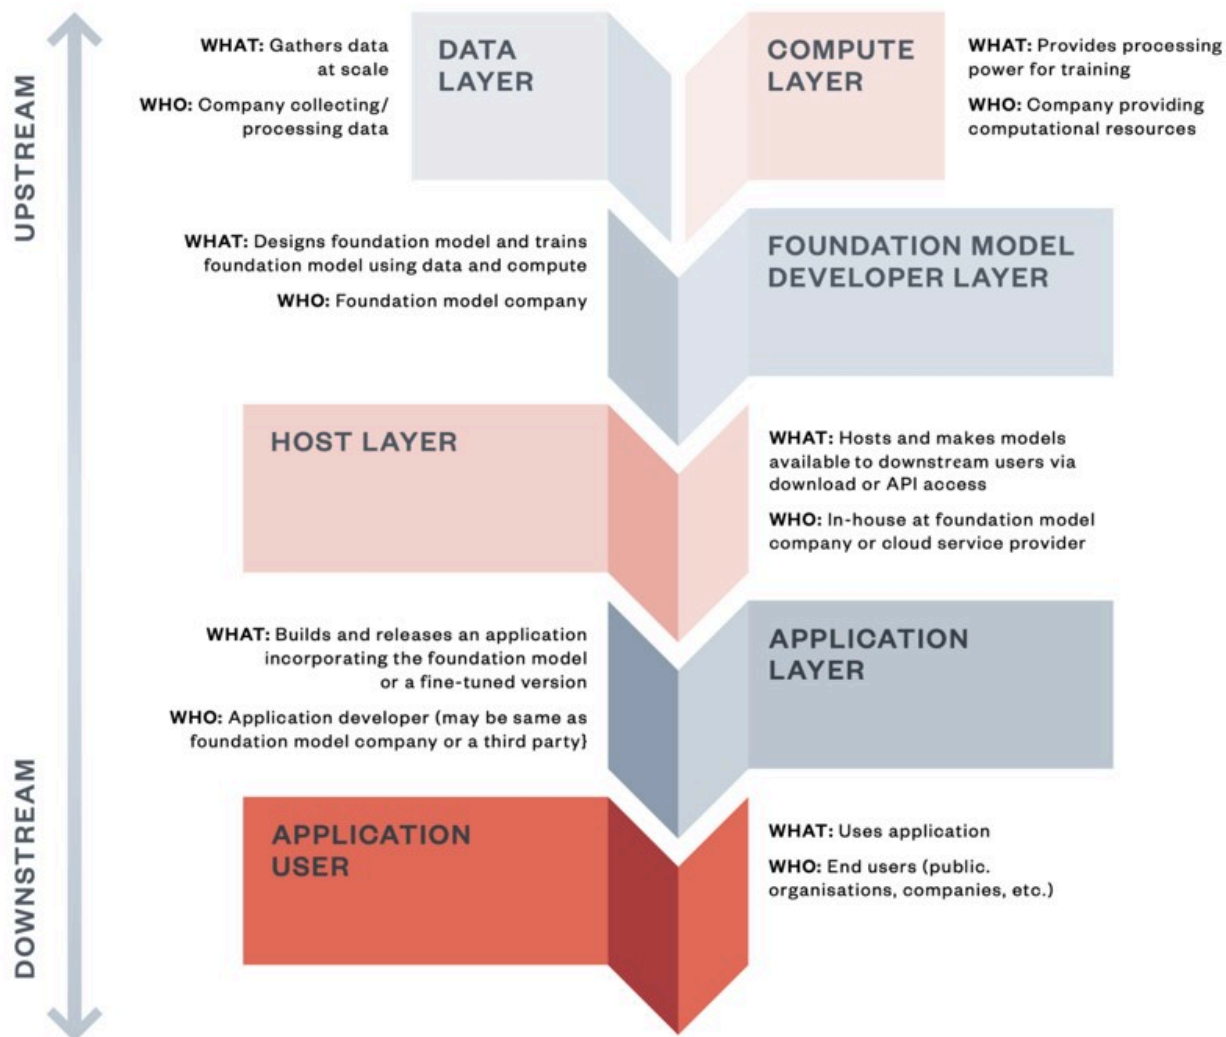 UPSTREAM
WHAT: Gathers data
at scale
WHO: Company collecting/
processing data
DATA
LAYER
COMPUTE
LAYER
WHAT: Provides processing
power for training
WHO: Company providing
computational resources
WHAT: Designs foundation model and trains
foundation model using data and compute
WHO: Foundation model company
FOUNDATION MODEL
DEVELOPER LAYER
HOST LAYER
WHAT: Hosts and makes models
available to downstream users via
download or API access
WHO: In-house at foundation model
company or cloud service provider
WHAT: Builds and releases an application
incorporating the foundation model
or a fine-tuned version
WHO: Application developer (may be same as
foundation model company or a third party}
APPLICATION
LAYER
DOWNSTREAM
APPLICATION
USER
WHAT: Uses application
WHO: End users (public.
organisations, companies, etc.)